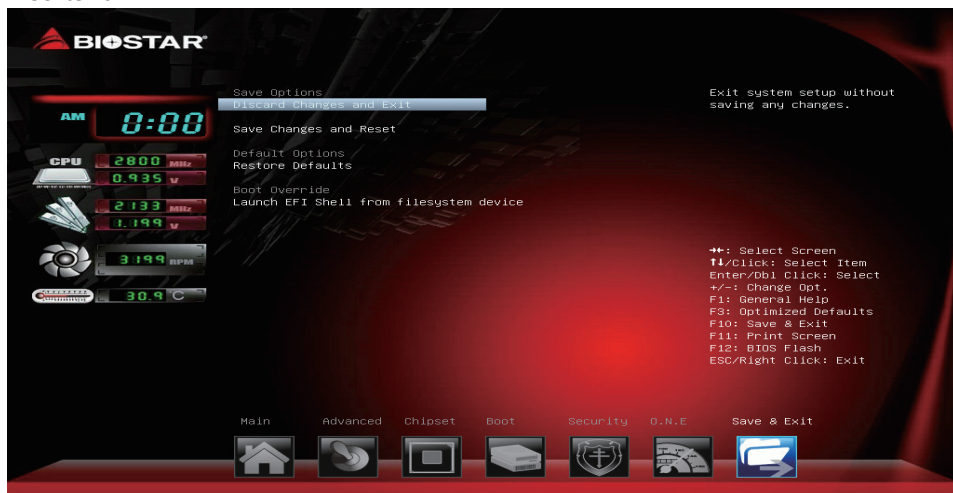 BIOSTAR
AM 0:00
CPU 2800 MHz
0.935 V
2133 MHz
1.199 V
3199 RPM
30.9 °C
Save Options
Discard Changes and Exit
Save Changes and Reset
Default Options
Restore Defaults
Boot Override
Launch EFI Shell from filesystem device
Exit system setup without
saving any changes.
→←: Select Screen
↑↓/Click: Select Item
Enter/Dbl Click: Select
+/-: Change Opt.
F1: General Help
F3: Optimized Defaults
F10: Save & Exit
F11: Print Screen
F12: BIOS Flash
ESC/Right Click: Exit
Main Advanced Chipset Boot Security O.N.E Save & Exit